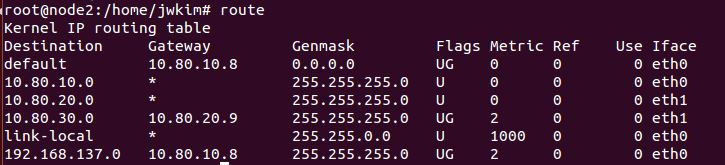 root@node2:/home/jwkim# route
Kernel IP routing table
Destination     Gateway         Genmask         Flags Metric Ref    Use Iface
default         10.80.10.8      0.0.0.0         UG    0      0        0 eth0
10.80.10.0      *               255.255.255.0   U     0      0        0 eth0
10.80.20.0      *               255.255.255.0   U     0      0        0 eth1
10.80.30.0      10.80.20.9      255.255.255.0   UG    2      0        0 eth1
link-local      *               255.255.0.0     U     1000   0        0 eth0
192.168.137.0   10.80.10.8      255.255.255.0   UG    2      0        0 eth0